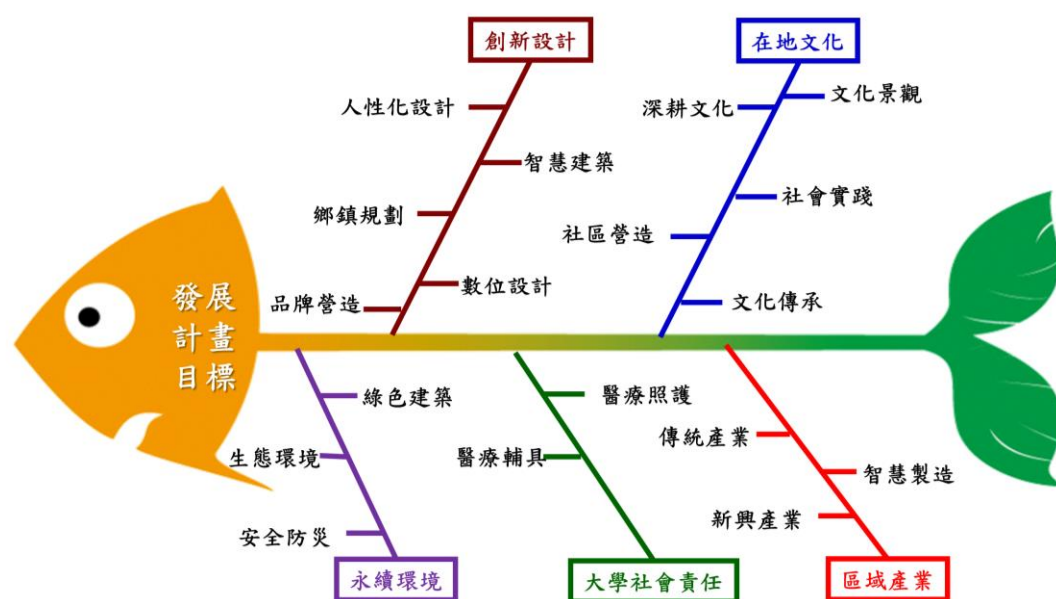 創新設計
在地文化
人性化設計
深耕文化
文化景觀
智慧建築
社會實踐
鄉鎮規劃
社區營造
品牌營造
數位設計
文化傳承
發展
計畫
目標
綠色建築
醫療照護
傳統產業
生態環境
醫療輔具
智慧製造
新興產業
安全防災
永續環境
大學社會責任
區域產業